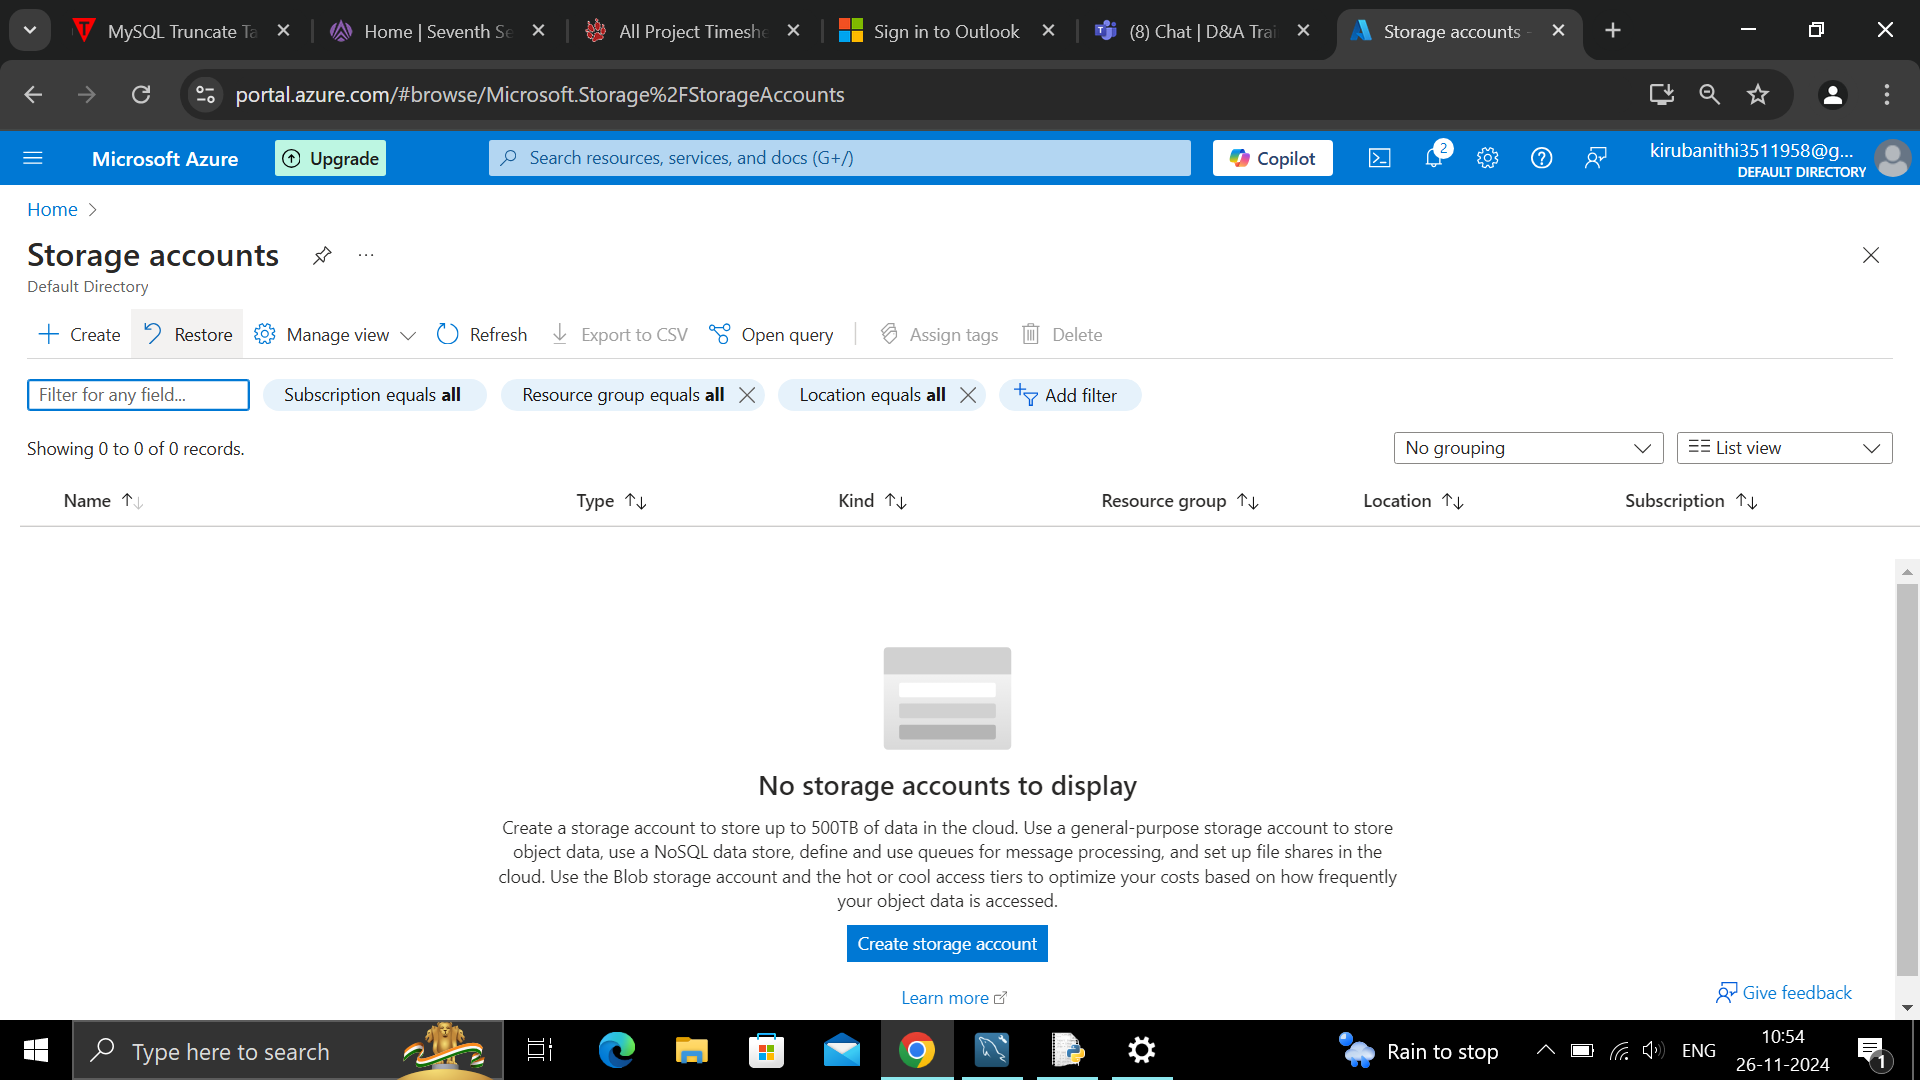 MySQL Truncate Ta
Home | Seventh Se
All Project Timeshe
Sign in to Outlook
(8) Chat | D&A Trai
Storage accounts -
portal.azure.com/#browse/Microsoft.Storage%2FStorageAccounts
Microsoft Azure
Upgrade
Search resources, services, and docs (G+/)
Copilot
2
kirubanithi3511958@g...
DEFAULT DIRECTORY
Home
Storage accounts
Default Directory
Create
Restore
Manage view
Refresh
Export to CSV
Open query
Assign tags
Delete
Filter for any field...
Subscription equals all
Resource group equals all
Location equals all
Add filter
Showing 0 to 0 of 0 records.
No grouping
List view
Name
Type
Kind
Resource group
Location
Subscription
No storage accounts to display
Create a storage account to store up to 500TB of data in the cloud. Use a general-purpose storage account to store
object data, use a NoSQL data store, define and use queues for message processing, and set up file shares in the
cloud. Use the Blob storage account and the hot or cool access tiers to optimize your costs based on how frequently
your object data is accessed.
Create storage account
Learn more
Give feedback
Type here to search
Rain to stop
ENG
10:54
26-11-2024
1